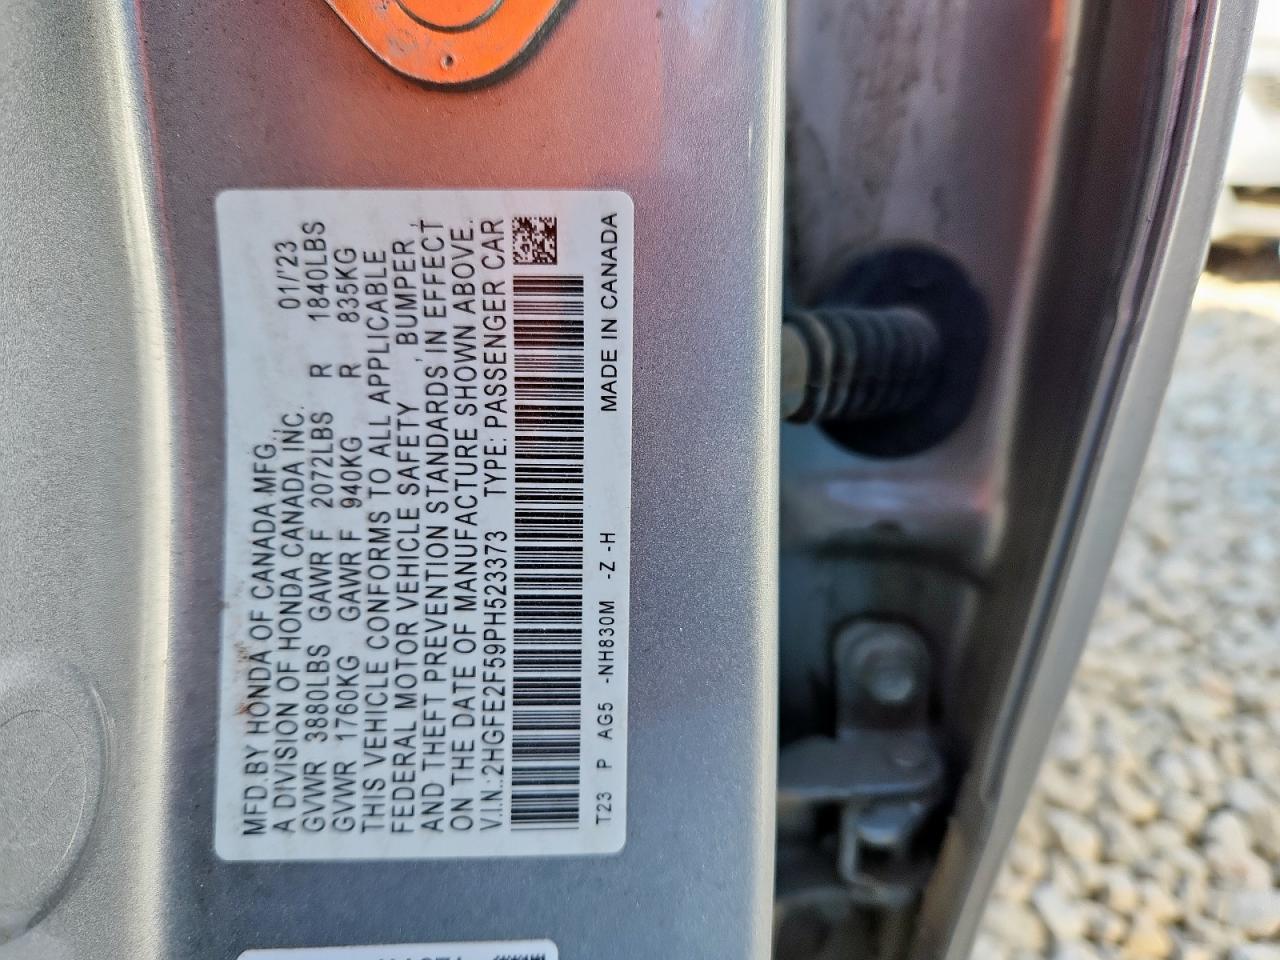 MFD.BY HONDA OF CANADA MFG., 01/'23
A DIVISION OF HONDA CANADA INC.
GVWR 3880LBS GAWR F 2072LBS R 1840LBS
GVWR 1760KG GAWR F 940KG R 835KG
THIS VEHICLE CONFORMS TO ALL APPLICABLE
FEDERAL MOTOR VEHICLE SAFETY, BUMPER,
AND THEFT PREVENTION STANDARDS IN EFFECT
ON THE DATE OF MANUFACTURE SHOWN ABOVE.
V.I.N.:2HGFE2F59PH523373 TYPE: PASSENGER CAR
T23 P AG5 -NH830M -Z -H MADE IN CANADA